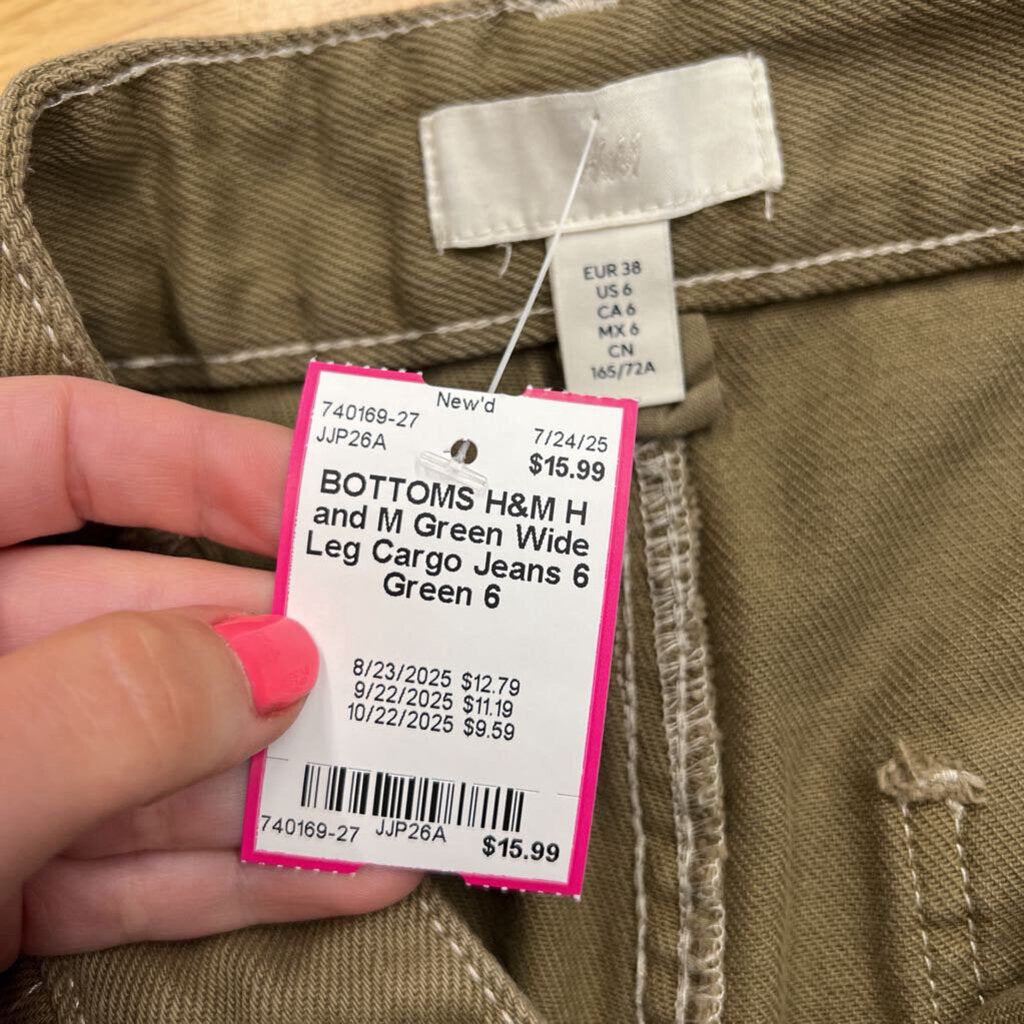 H&M
EUR 38
US 6
CA 6
MX 6
CN
165/72A
New'd
740169-27
JJP26A
7/24/25
$15.99
BOTTOMS H&M H
and M Green Wide
Leg Cargo Jeans 6
Green 6
8/23/2025 $12.79
9/22/2025 $11.19
10/22/2025 $9.59
740169-27 JJP26A $15.99